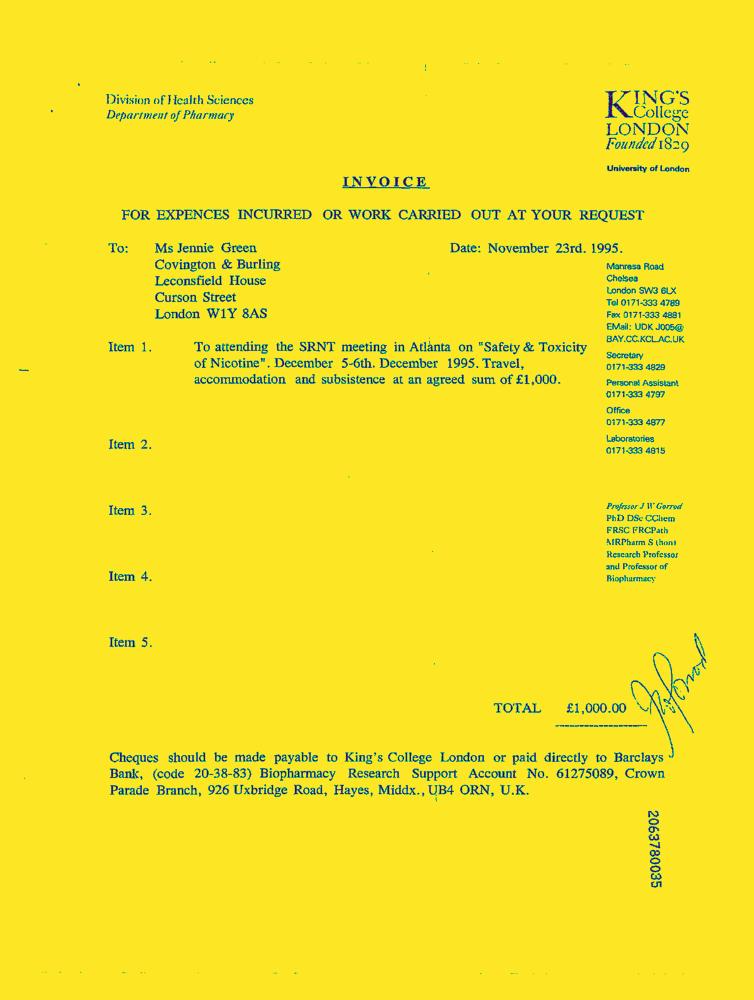 Division of Health Sciences
Department of Pharmacy
KING'S
College
LONDON
Founded 1829
University of London
INVOICE
FOR EXPENCES INCURRED OR WORK CARRIED OUT AT YOUR REQUEST
To: Ms Jennie Green
Covington & Burling
Leconsfield House
Curson Street
London W1Y 8AS
Date: November 23rd. 1995.
Manresa Road
Chelsea
London SW3 6LX
Tel 0171-333 4789
Fax 0171-333 4881
EMail: UDK J005@
BAY.CC.KCL.AC.UK
Secretary
0171-333 4829
Personal Assistant
0171-333 4797
Office
0171-333 4877
Laboratories
0171-333 4815
Professor J W Gorrod
PhD DSc CChem
FRSC FRCPath
MRPharm S (hon)
Research Professor
and Professor of
Biopharmacy
Item 1. To attending the SRNT meeting in Atlanta on "Safety & Toxicity
of Nicotine". December 5-6th. December 1995. Travel,
accommodation and subsistence at an agreed sum of £1,000.
Item 2.
Item 3.
Item 4.
Item 5.
TOTAL £1,000.00
Cheques should be made payable to King's College London or paid directly to Barclays
Bank, (code 20-38-83) Biopharmacy Research Support Account No. 61275089, Crown
Parade Branch, 926 Uxbridge Road, Hayes, Middx., UB4 ORN, U.K.
2063780035